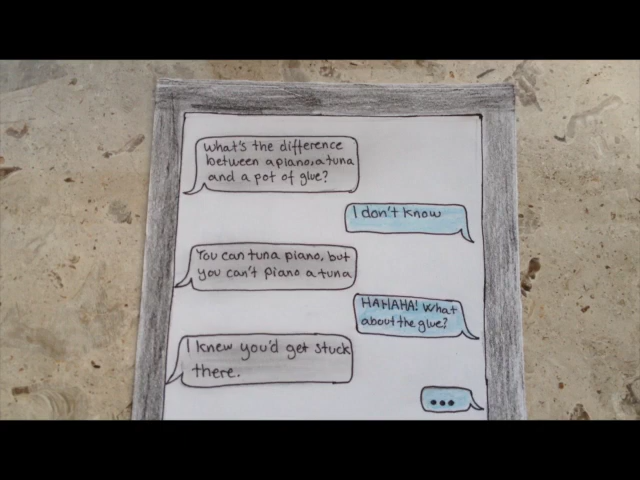 What's the difference
between a piano, a tuna
and a pot of glue?
I don't know
You can tuna piano, but
you can't piano a tuna
HAHAHA! What
about the glue?
I knew you'd get stuck
there.
...